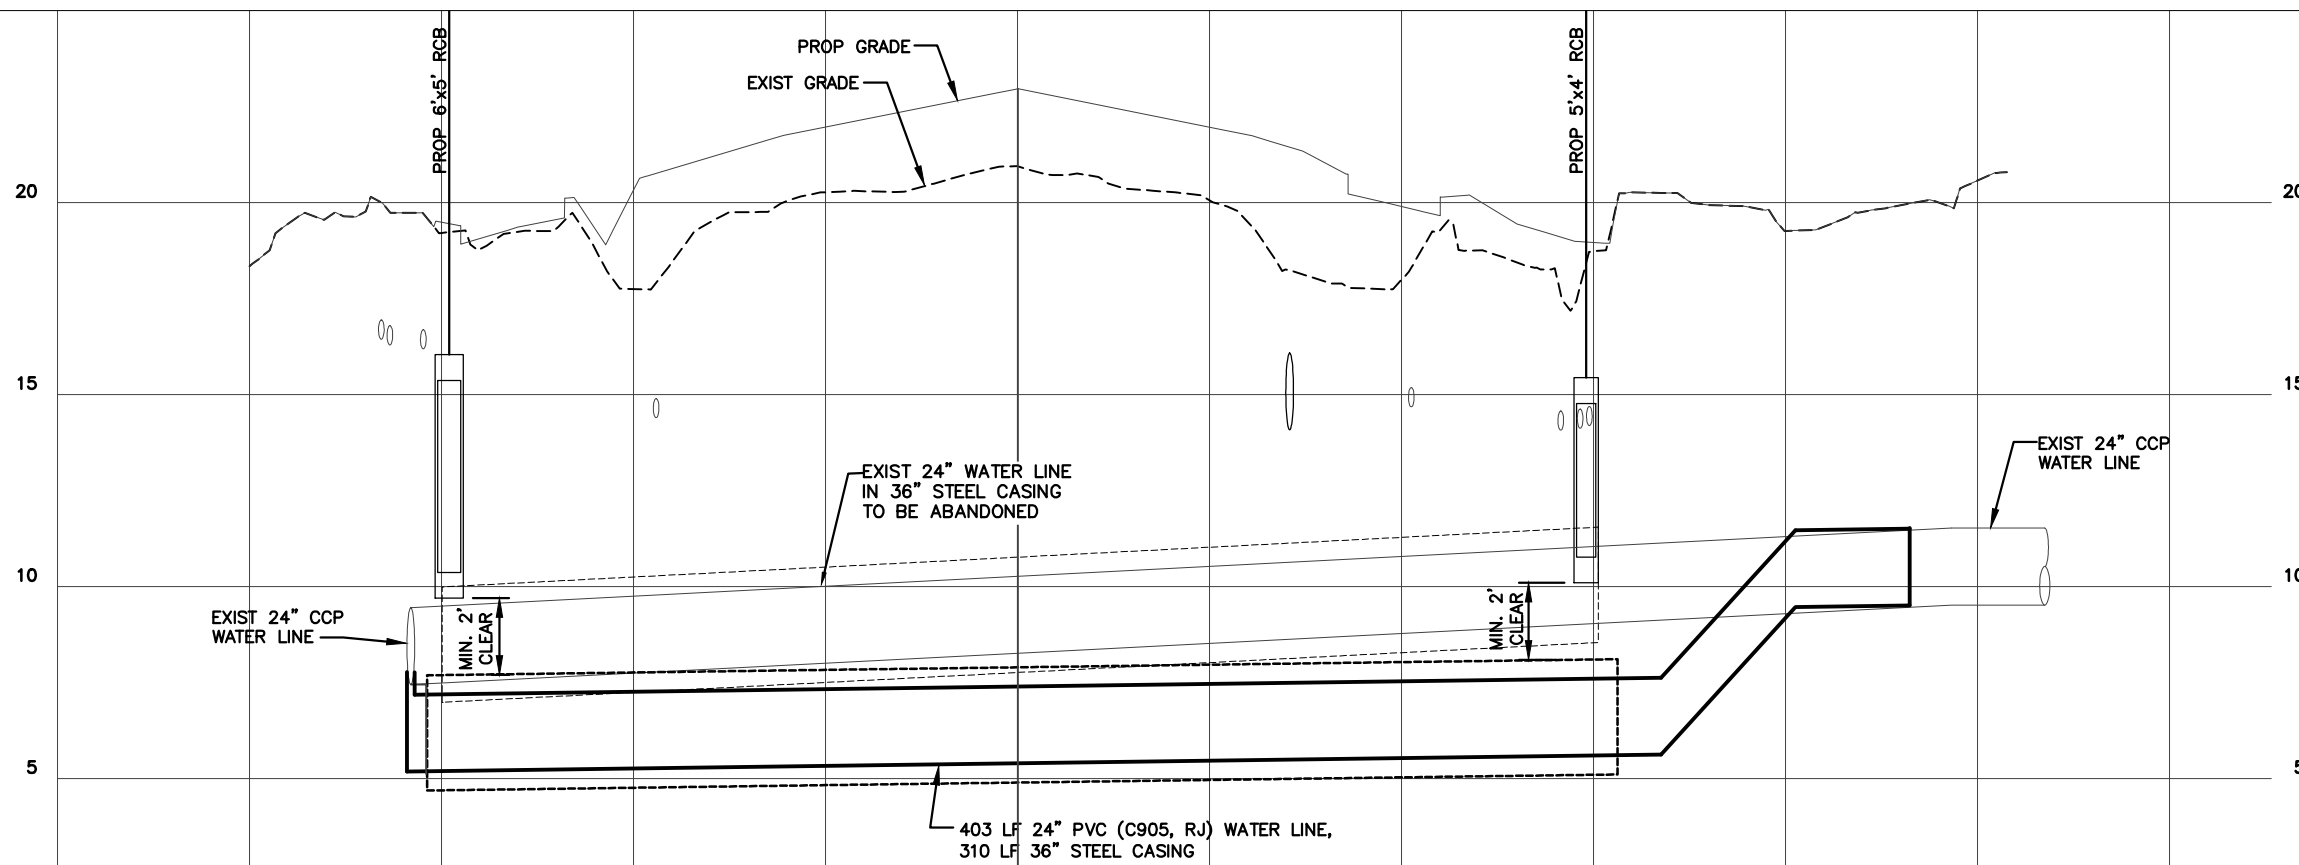 PROP 6'x5' RCB
PROP GRADE
EXIST GRADE
PROP 5'x4' RCB
20
20
15
15
EXIST 24" CCP
WATER LINE
EXIST 24" WATER LINE
IN 36" STEEL CASING
TO BE ABANDONED
10
10
EXIST 24" CCP
WATER LINE
MIN. 2'
CLEAR
MIN. 2'
CLEAR
5
5
403 LF 24" PVC (C905, RJ) WATER LINE,
310 LF 36" STEEL CASING